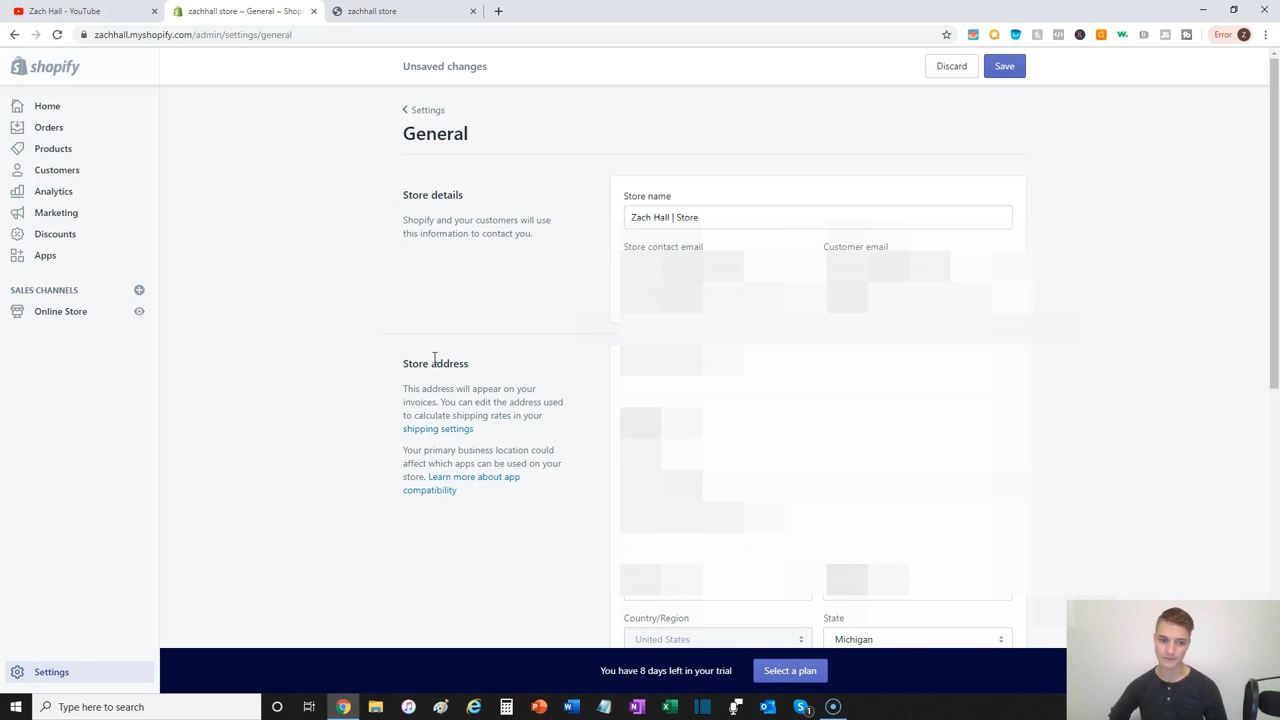 Zach Hall - YouTube
zachhall store ~ General ~ Shopi
zachhall store
zachhall.myshopify.com/admin/settings/general
Error
Z
shopify
Unsaved changes
Discard
Save
Home
Orders
Products
Customers
Analytics
Marketing
Discounts
Apps
SALES CHANNELS
Online Store
Settings
Settings
General
Store details
Shopify and your customers will use
this information to contact you.
Store name
Zach Hall | Store
Store contact email
Customer email
Store address
This address will appear on your
invoices. You can edit the address used
to calculate shipping rates in your
shipping settings
Your primary business location could
affect which apps can be used on your
store. Learn more about app
compatibility
Country/Region
State
United States
Michigan
You have 8 days left in your trial
Select a plan
Type here to search